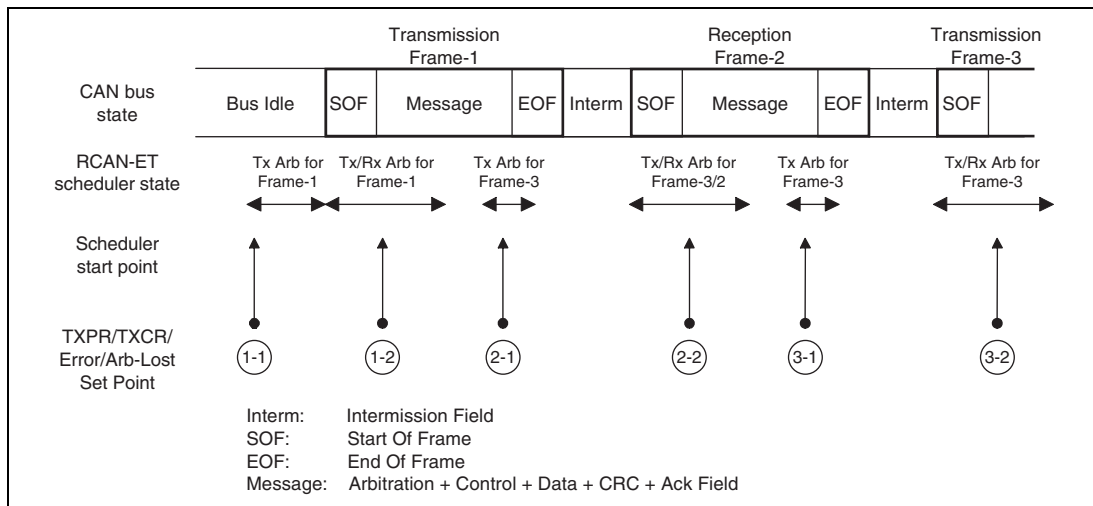 Transmission
Frame-1
Reception
Frame-2
Transmission
Frame-3
CAN bus
state
Bus Idle
SOF
Message
EOF
Interm
SOF
Message
EOF
Interm
SOF
RCAN-ET
scheduler state
Tx Arb for
Frame-1
Tx/Rx Arb for
Frame-1
Tx Arb for
Frame-3
Tx/Rx Arb for
Frame-3/2
Tx Arb for
Frame-3
Tx/Rx Arb for
Frame-3
Scheduler
start point
TXPR/TXCR/
Error/Arb-Lost
Set Point
1-1
1-2
2-1
2-2
3-1
3-2
Interm: Intermission Field
SOF: Start Of Frame
EOF: End Of Frame
Message: Arbitration + Control + Data + CRC + Ack Field